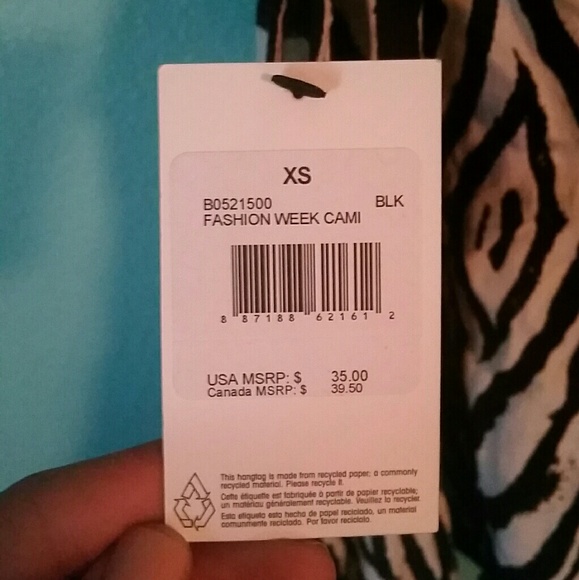 XS
B0521500 BLK
FASHION WEEK CAMI
8 87188 62161 2
USA MSRP: $ 35.00
Canada MSRP: $ 39.50
This hangtag is made from recycled paper; a commonly
recycled material. Please recycle it.
Cette étiquette est fabriquée à partir de papier recyclable;
un matériau généralement recyclable. Veuillez la recycler.
Esta etiqueta esta hecha de papel reciclado, un material
comunmente reciclado. Por favor reciclalo.